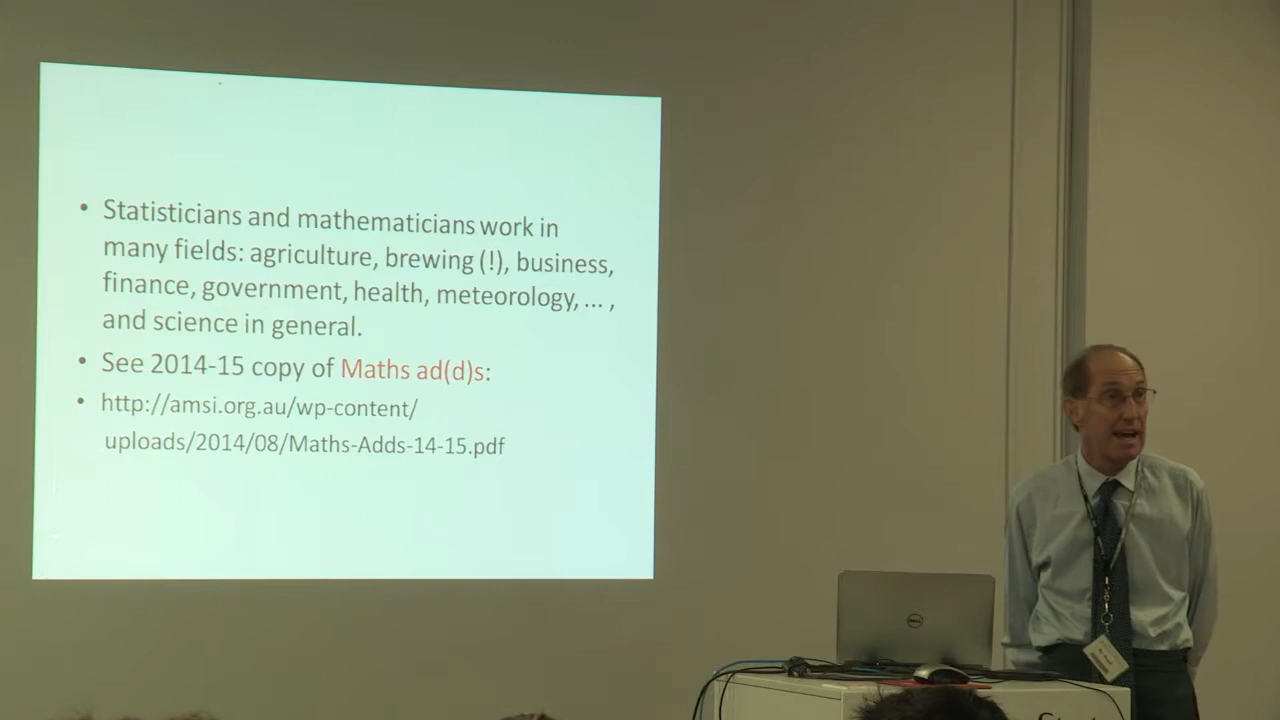 • Statisticians and mathematicians work in
many fields: agriculture, brewing (!), business,
finance, government, health, meteorology, ... ,
and science in general.
• See 2014-15 copy of Maths ad(d)s:
• http://amsi.org.au/wp-content/
uploads/2014/08/Maths-Adds-14-15.pdf
DELL